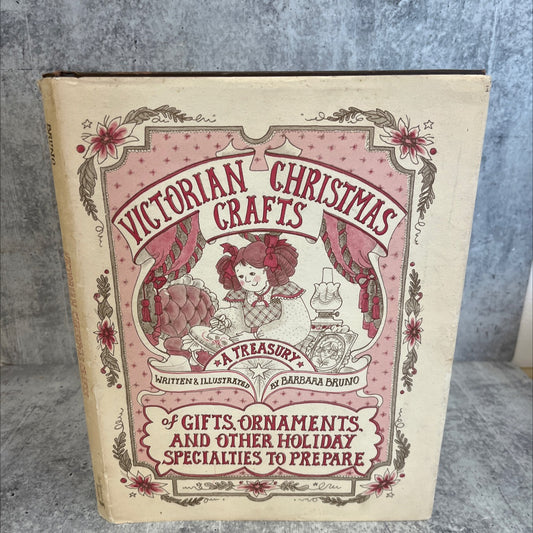 VICTORIAN CHRISTMAS
CRAFTS
A TREASURY
WRITTEN & ILLUSTRATED BY BARBARA BRUNO
of GIFTS, ORNAMENTS,
AND OTHER HOLIDAY
SPECIALTIES TO PREPARE